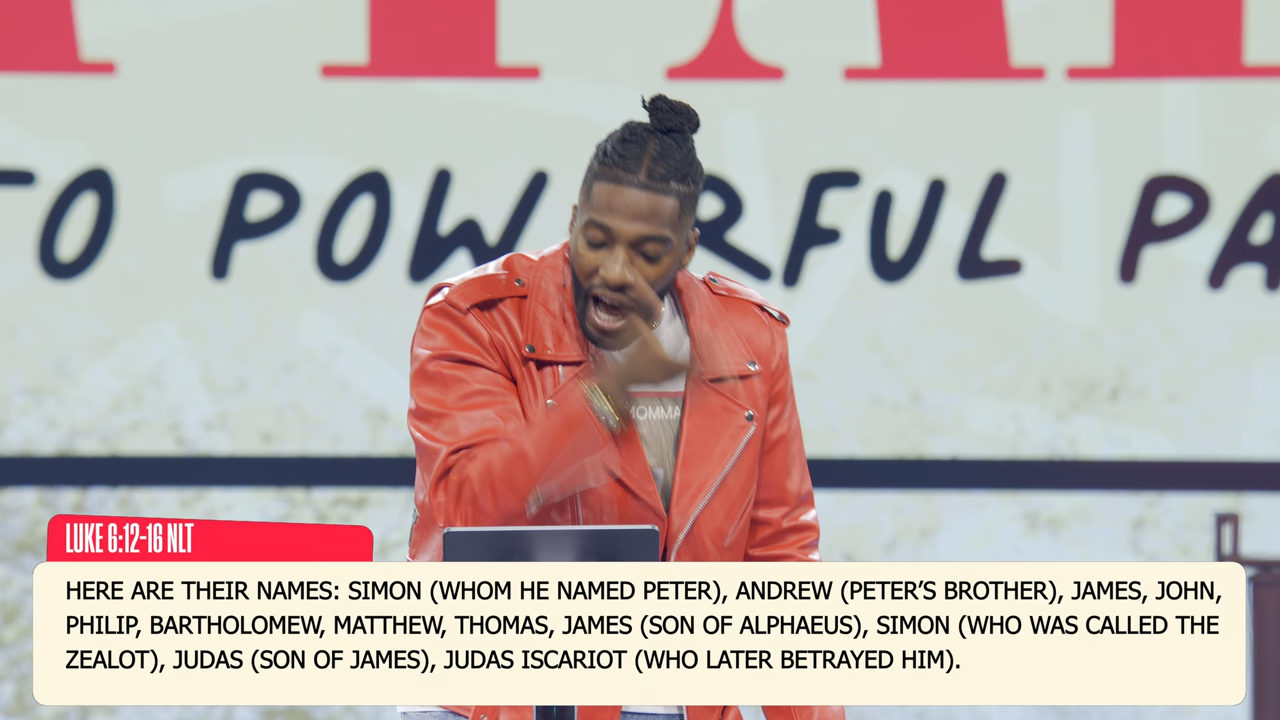 TO POW RFUL PA
MOMMA
LUKE 6:12-16 NLT
HERE ARE THEIR NAMES: SIMON (WHOM HE NAMED PETER), ANDREW (PETER’S BROTHER), JAMES, JOHN,
PHILIP, BARTHOLOMEW, MATTHEW, THOMAS, JAMES (SON OF ALPHAEUS), SIMON (WHO WAS CALLED THE
ZEALOT), JUDAS (SON OF JAMES), JUDAS ISCARIOT (WHO LATER BETRAYED HIM).